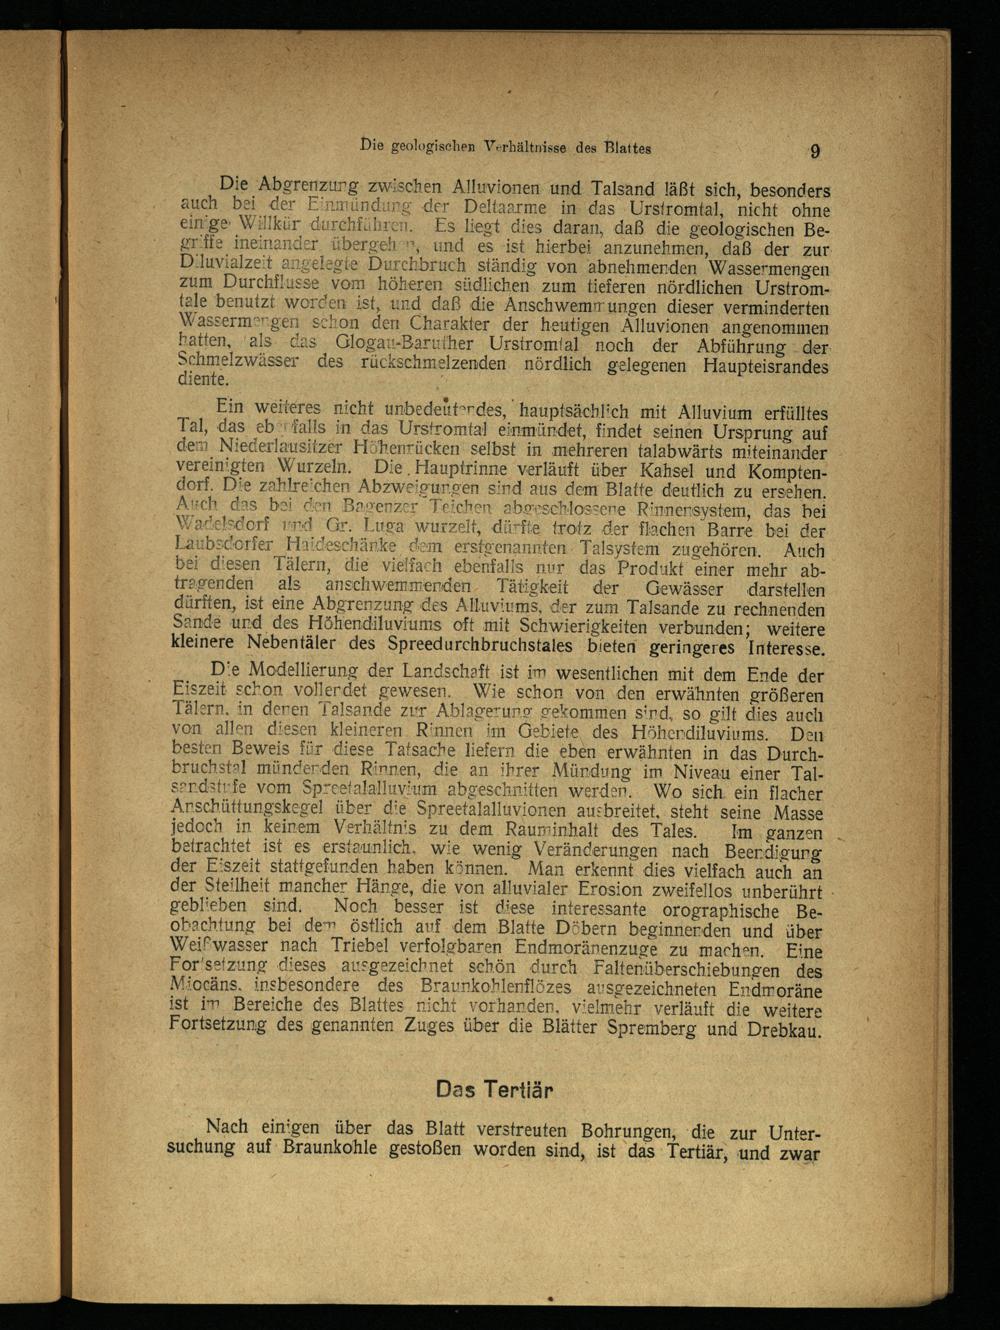 Die geologischen Verhältnisse des Blattes 9
Die Abgrenzung zwischen Alluvionen und Talsand läßt sich, besonders
auch bei der Einmündung der Deltaarme in das Urstromtal, nicht ohne
einige Willkür durchführen. Es liegt dies daran, daß die geologischen Be-
griffe ineinander übergehen, und es ist hierbei anzunehmen, daß der zur
Diluvialzeit angelegte Durchbruch ständig von abnehmenden Wassermengen
zum Durchflusse vom höheren südlichen zum tieferen nördlichen Urstrom-
tale benutzt worden ist, und daß die Anschwemmungen dieser verminderten
Wassermengen schon den Charakter der heutigen Alluvionen angenommen
hatten, als das Glogau-Baruther Urstromtal noch der Abführung der
Schmelzwässer des rückschmelzenden nördlich gelegenen Haupteisrandes
diente.
Ein weiteres nicht unbedeutendes, hauptsächlich mit Alluvium erfülltes
Tal, das ebenfalls in das Urstromtal einmündet, findet seinen Ursprung auf
dem Niederlausitzer Höhenrücken selbst in mehreren talabwärts miteinander
vereinigten Wurzeln. Die Hauptrinne verläuft über Kahsel und Kompten-
dorf. Die zahlreichen Abzweigungen sind aus dem Blatte deutlich zu ersehen.
Auch das bei den Bagenzer Teichen abgeschlossene Rinnensystem, das bei
Wadelsdorf und Gr. Luga wurzelt, dürfte trotz der flachen Barre bei der
Laubsdorfer Haideschänke dem erstgenannten Talsystem zugehören. Auch
bei diesen Tälern, die vielfach ebenfalls nur das Produkt einer mehr ab-
tragenden als anschwemmenden Tätigkeit der Gewässer darstellen
dürften, ist eine Abgrenzung des Alluviums, der zum Talsande zu rechnenden
Sande und des Höhendiluviums oft mit Schwierigkeiten verbunden; weitere
kleinere Nebentäler des Spreedurchbruchstales bieten geringeres Interesse.
Die Modellierung der Landschaft ist im wesentlichen mit dem Ende der
Eiszeit schon vollendet gewesen. Wie schon von den erwähnten größeren
Tälern, in denen Talsande zur Ablagerung gekommen sind, so gilt dies auch
von allen diesen kleineren Rinnen im Gebiete des Höhendiluviums. Den
besten Beweis für diese Tatsache liefern die eben erwähnten in das Durch-
bruchstal mündenden Rinnen, die an ihrer Mündung im Niveau einer Tal-
sandstufe vom Spreetalalluvium abgeschnitten werden. Wo sich ein flacher
Anschüttungskegel über die Spreetalalluvionen ausbreitet, steht seine Masse
jedoch in keinem Verhältnis zu dem Rauminhalt des Tales. Im ganzen
betrachtet ist es erstaunlich, wie wenig Veränderungen nach Beendigung
der Eiszeit stattgefunden haben können. Man erkennt dies vielfach auch an
der Steilheit mancher Hänge, die von alluvialer Erosion zweifellos unberührt
geblieben sind. Noch besser ist diese interessante orographische Be-
obachtung bei dem östlich auf dem Blatte Döbern beginnenden und über
Weißwasser nach Triebel verfolgbaren Endmoränenzuge zu machen. Eine
Fortsetzung dieses ausgezeichnet schön durch Faltenüberschiebungen des
Miocäns, insbesondere des Braunkohlenflözes ausgezeichneten Endmoräne
ist im Bereiche des Blattes nicht vorhanden, vielmehr verläuft die weitere
Fortsetzung des genannten Zuges über die Blätter Spremberg und Drebkau.
Das Tertiär
Nach einigen über das Blatt verstreuten Bohrungen, die zur Unter-
suchung auf Braunkohle gestoßen worden sind, ist das Tertiär, und zwar